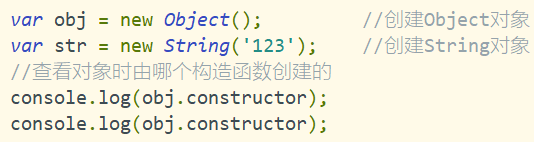 var obj = new Object();          //创建Object对象
var str = new String('123');    //创建String对象
//查看对象时由哪个构造函数创建的
console.log(obj.constructor);
console.log(obj.constructor);